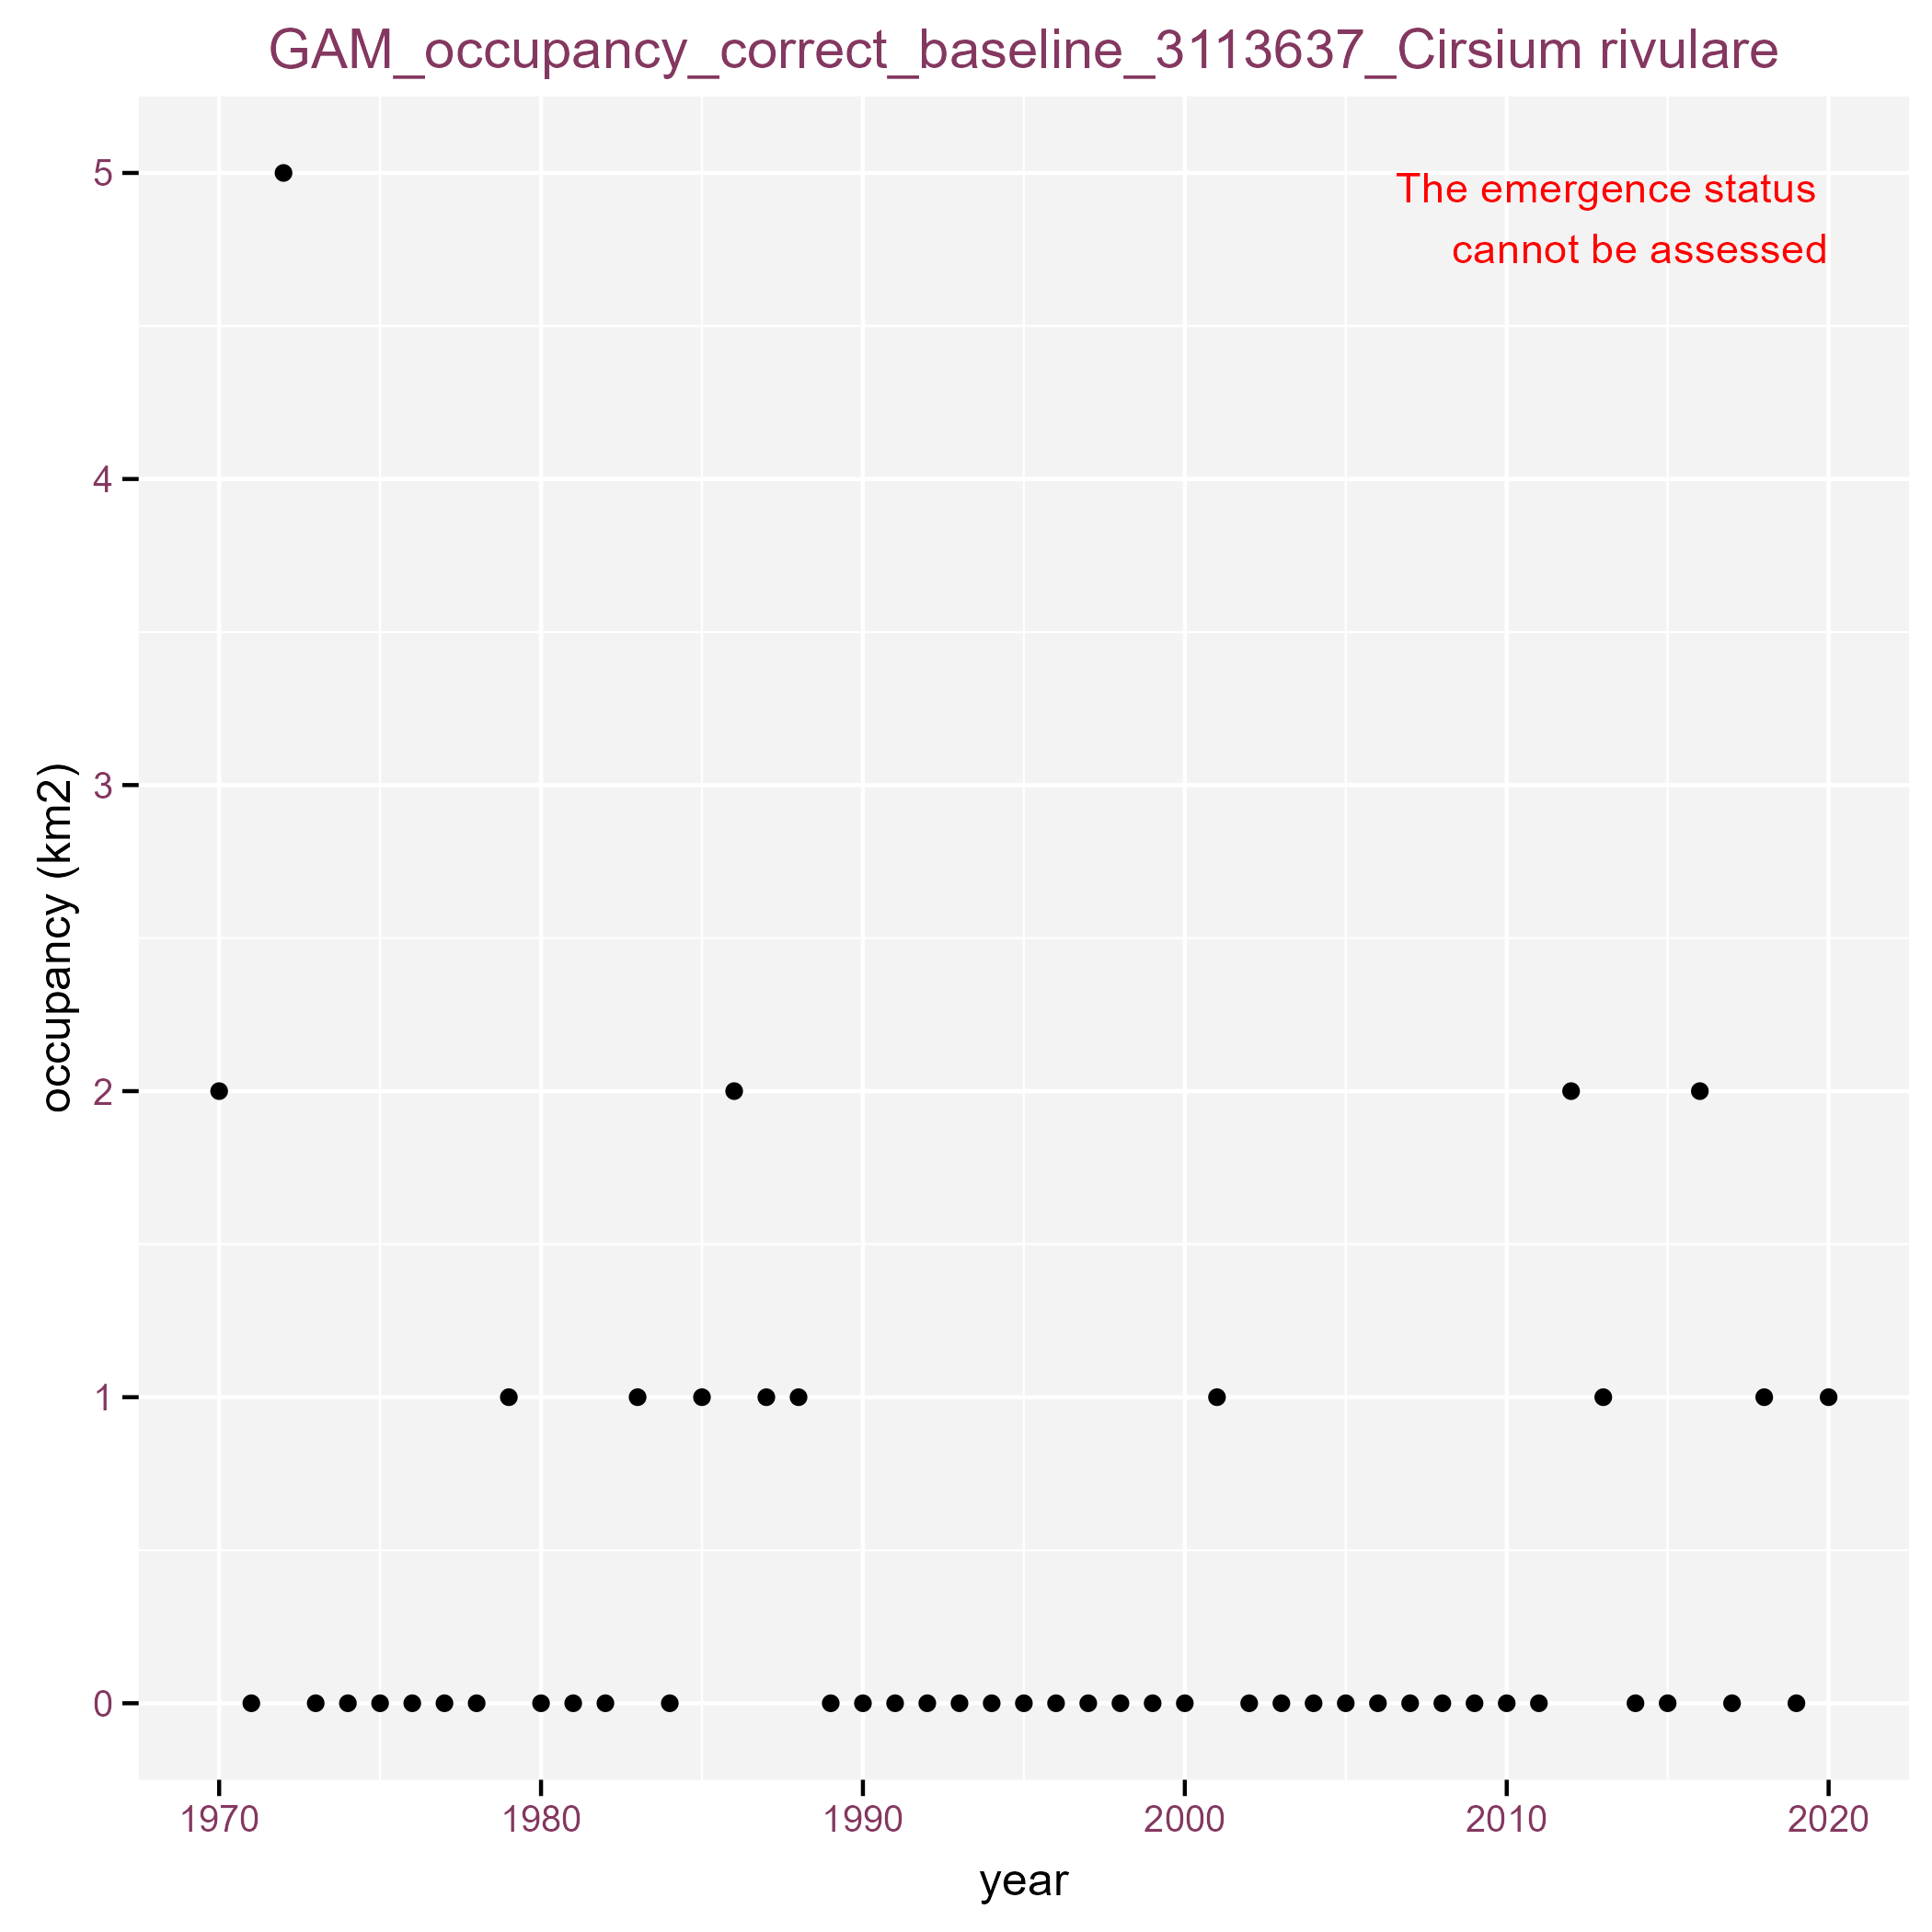 GAM_occupancy_correct_baseline_3113637_Cirsium rivulare
The emergence status
cannot be assessed
5
4
3
2
1
0
occupancy (km2)
1970 1980 1990 2000 2010 2020
year